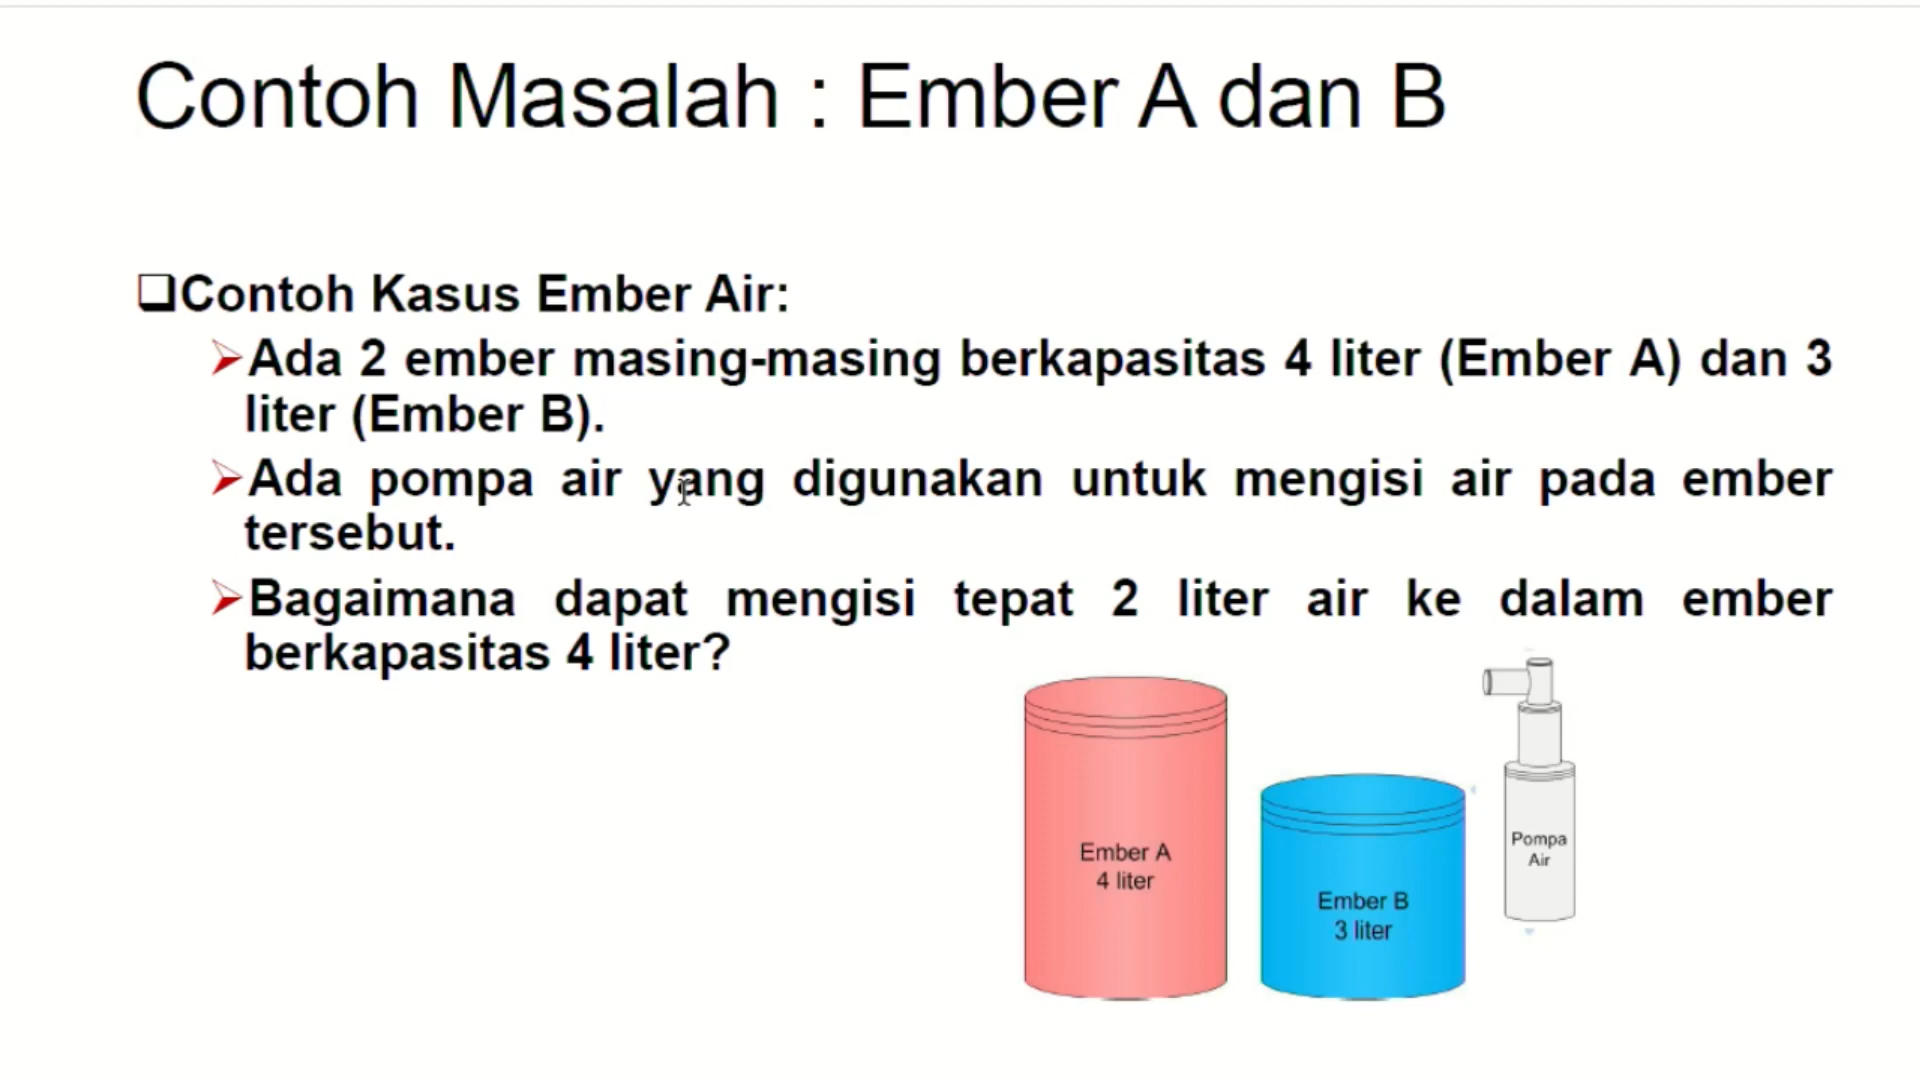 Contoh Masalah : Ember A dan B
❑Contoh Kasus Ember Air:
➢Ada 2 ember masing-masing berkapasitas 4 liter (Ember A) dan 3
liter (Ember B).
➢Ada pompa air yang digunakan untuk mengisi air pada ember
tersebut.
➢Bagaimana dapat mengisi tepat 2 liter air ke dalam ember
berkapasitas 4 liter?
Ember A
4 liter
Ember B
3 liter
Pompa
Air